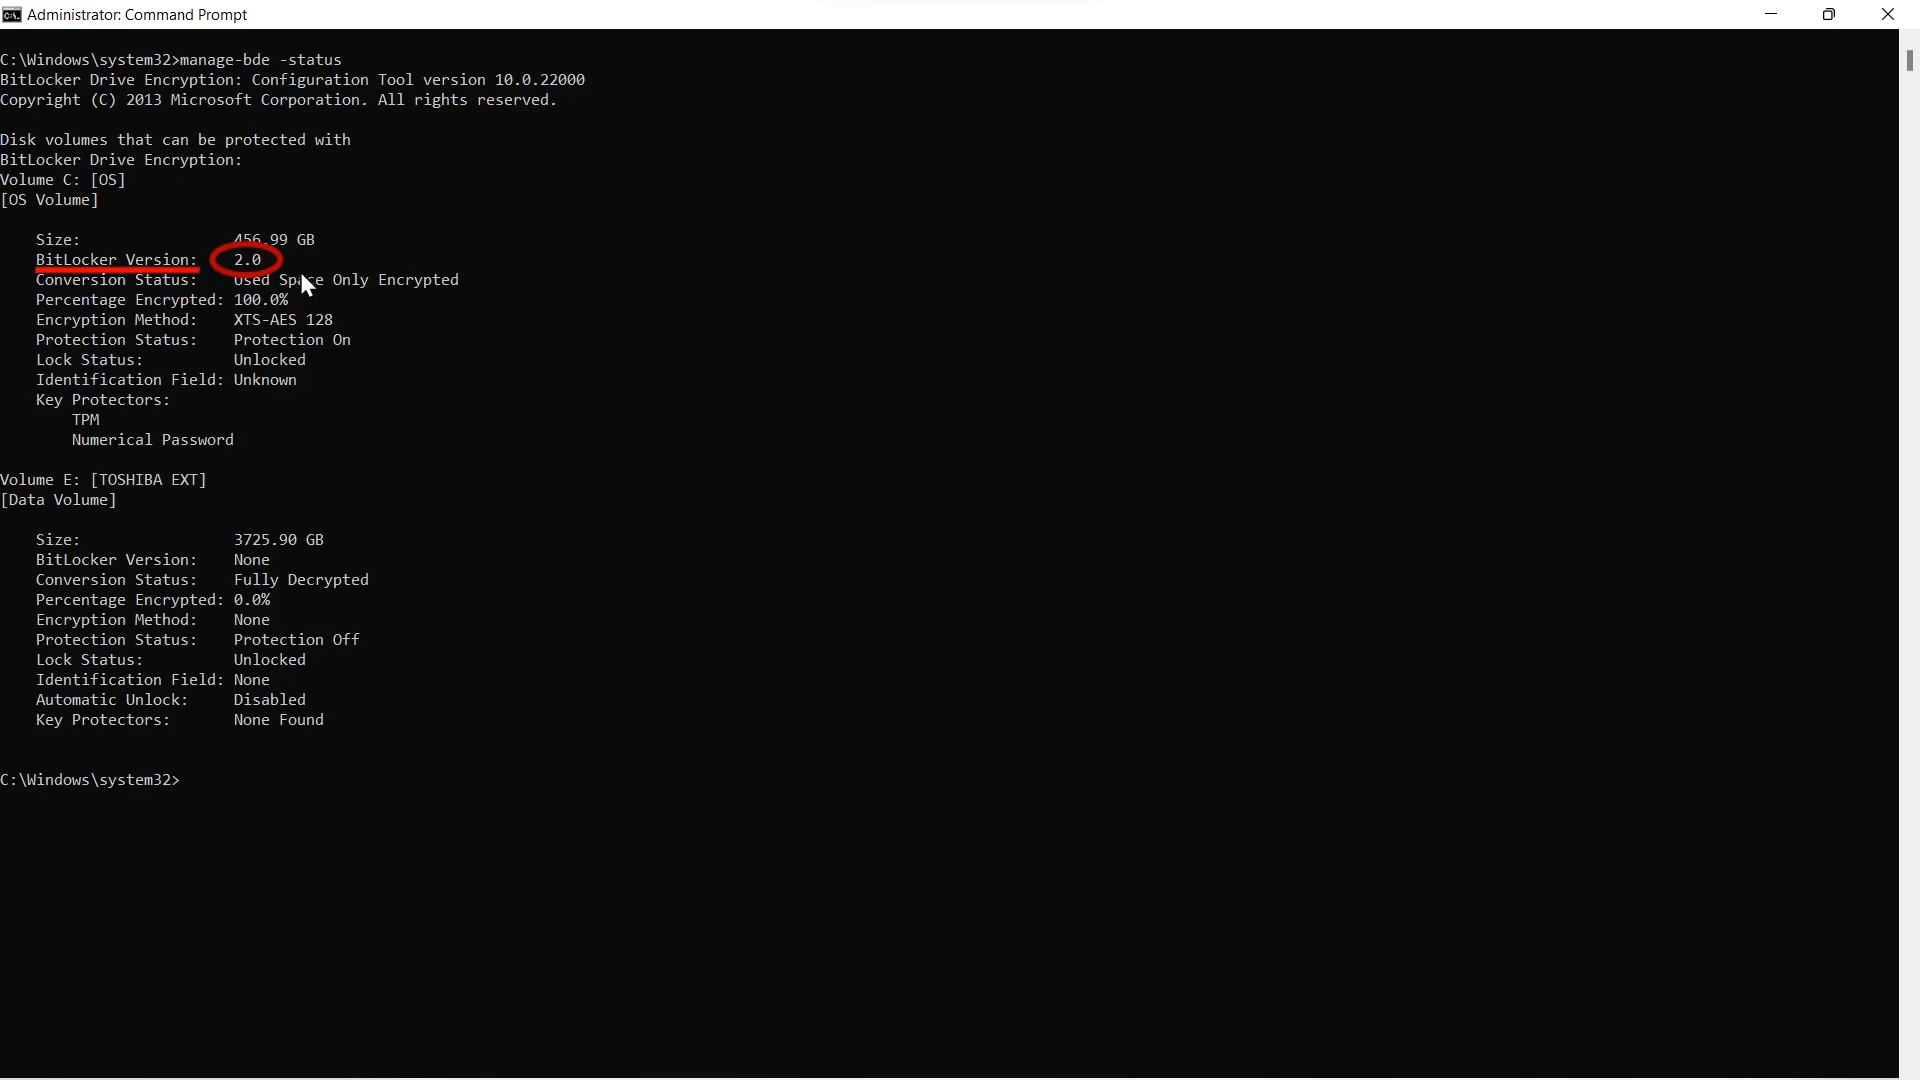 Administrator: Command Prompt
C:\Windows\system32>manage-bde -status
BitLocker Drive Encryption: Configuration Tool version 10.0.22000
Copyright (C) 2013 Microsoft Corporation. All rights reserved.
Disk volumes that can be protected with
BitLocker Drive Encryption:
Volume C: [OS]
[OS Volume]
Size: 456.99 GB
BitLocker Version: 2.0
Conversion Status: Used Space Only Encrypted
Percentage Encrypted: 100.0%
Encryption Method: XTS-AES 128
Protection Status: Protection On
Lock Status: Unlocked
Identification Field: Unknown
Key Protectors:
TPM
Numerical Password
Volume E: [TOSHIBA EXT]
[Data Volume]
Size: 3725.90 GB
BitLocker Version: None
Conversion Status: Fully Decrypted
Percentage Encrypted: 0.0%
Encryption Method: None
Protection Status: Protection Off
Lock Status: Unlocked
Identification Field: None
Automatic Unlock: Disabled
Key Protectors: None Found
C:\Windows\system32>